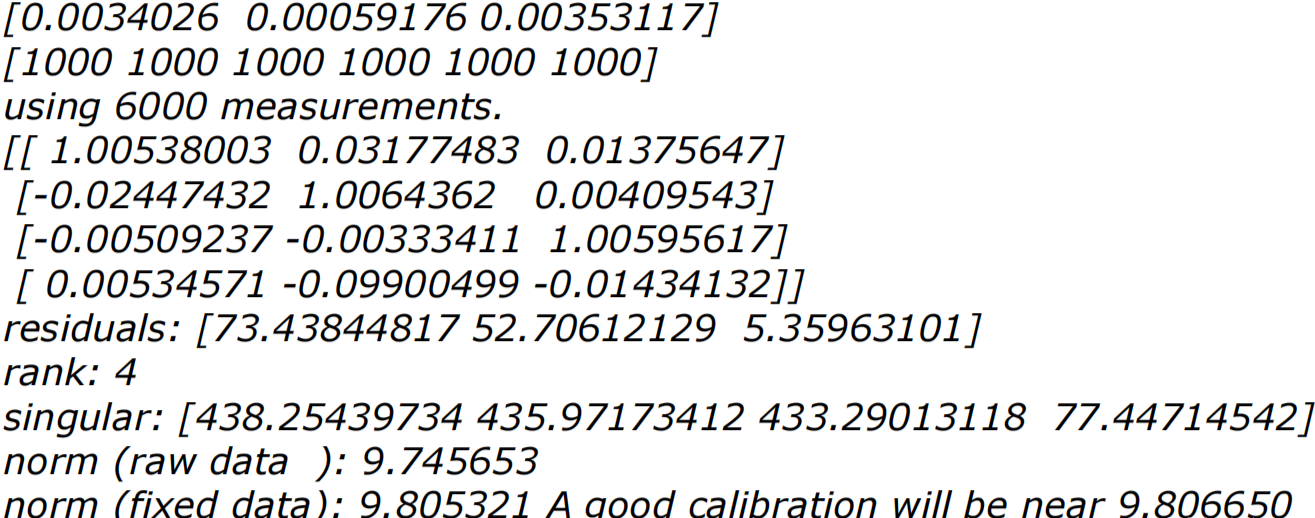 [0.0034026  0.00059176 0.00353117]
[1000 1000 1000 1000 1000 1000]
using 6000 measurements.
[[ 1.00538003  0.03177483  0.01375647]
 [-0.02447432  1.0064362   0.00409543]
 [-0.00509237 -0.00333411  1.00595617]
 [ 0.00534571 -0.09900499 -0.01434132]]
residuals: [73.43844817 52.70612129  5.35963101]
rank: 4
singular: [438.25439734 435.97173412 433.29013118  77.44714542]
norm (raw data  ): 9.745653
norm (fixed data): 9.805321 A good calibration will be near 9.806650